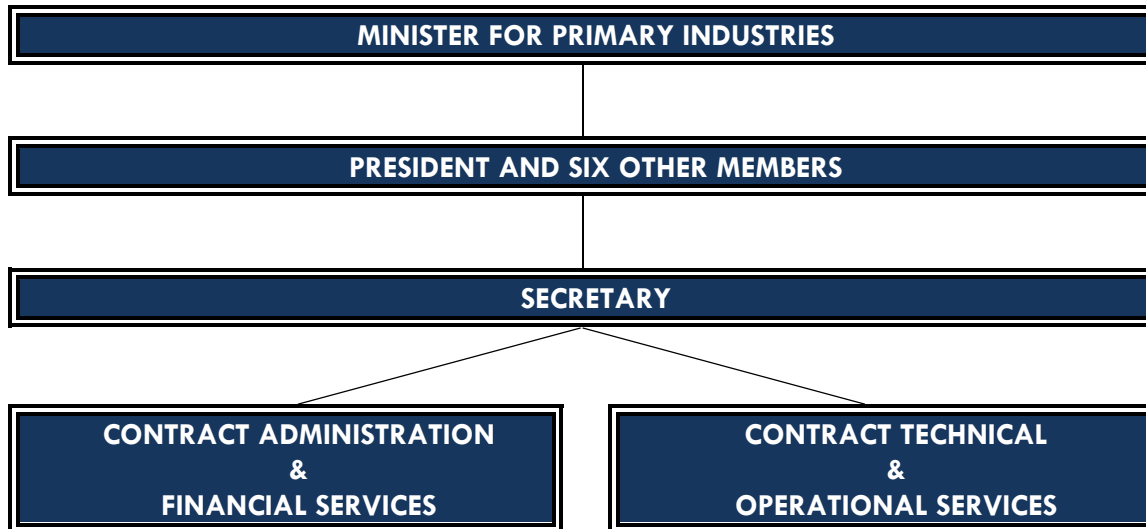 MINISTER FOR PRIMARY INDUSTRIES
PRESIDENT AND SIX OTHER MEMBERS
SECRETARY
CONTRACT ADMINISTRATION
&
FINANCIAL SERVICES
CONTRACT TECHNICAL
&
OPERATIONAL SERVICES